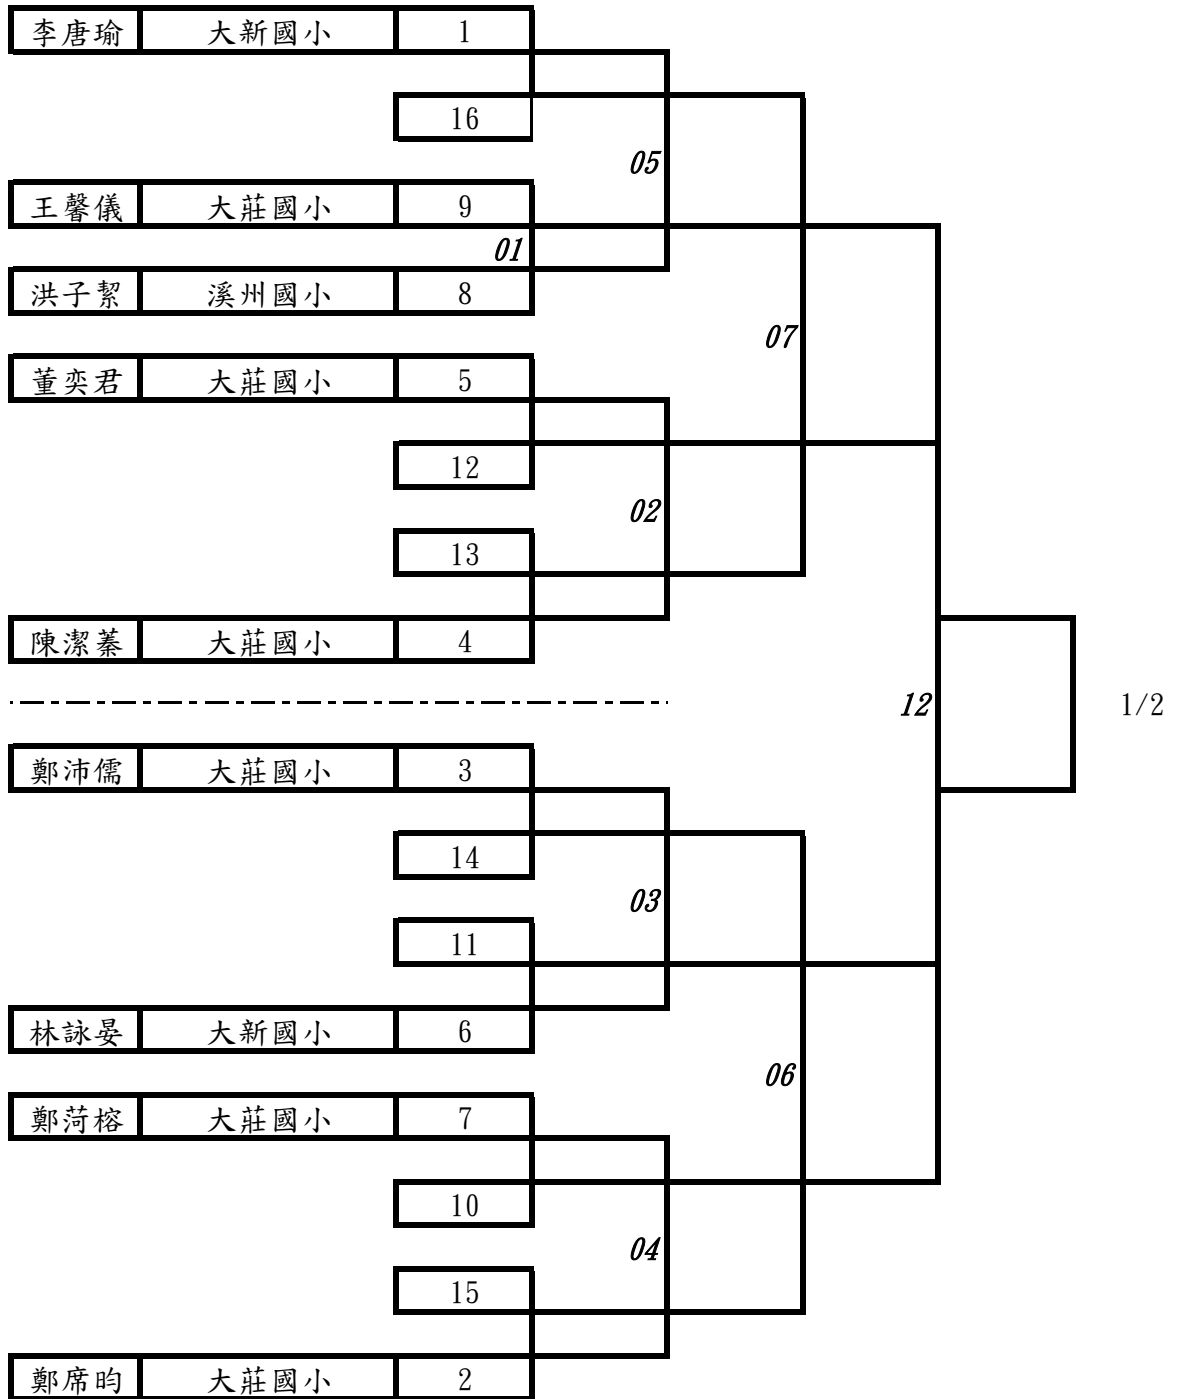 李唐瑜 大新國小 1
16
05
王馨儀 大莊國小 9
01
洪子絜 溪州國小 8
07
董奕君 大莊國小 5
12
02
13
陳潔蓁 大莊國小 4
12 1/2
鄭沛儒 大莊國小 3
14
03
11
林詠晏 大新國小 6
06
鄭菏榕 大莊國小 7
10
04
15
鄭席昀 大莊國小 2